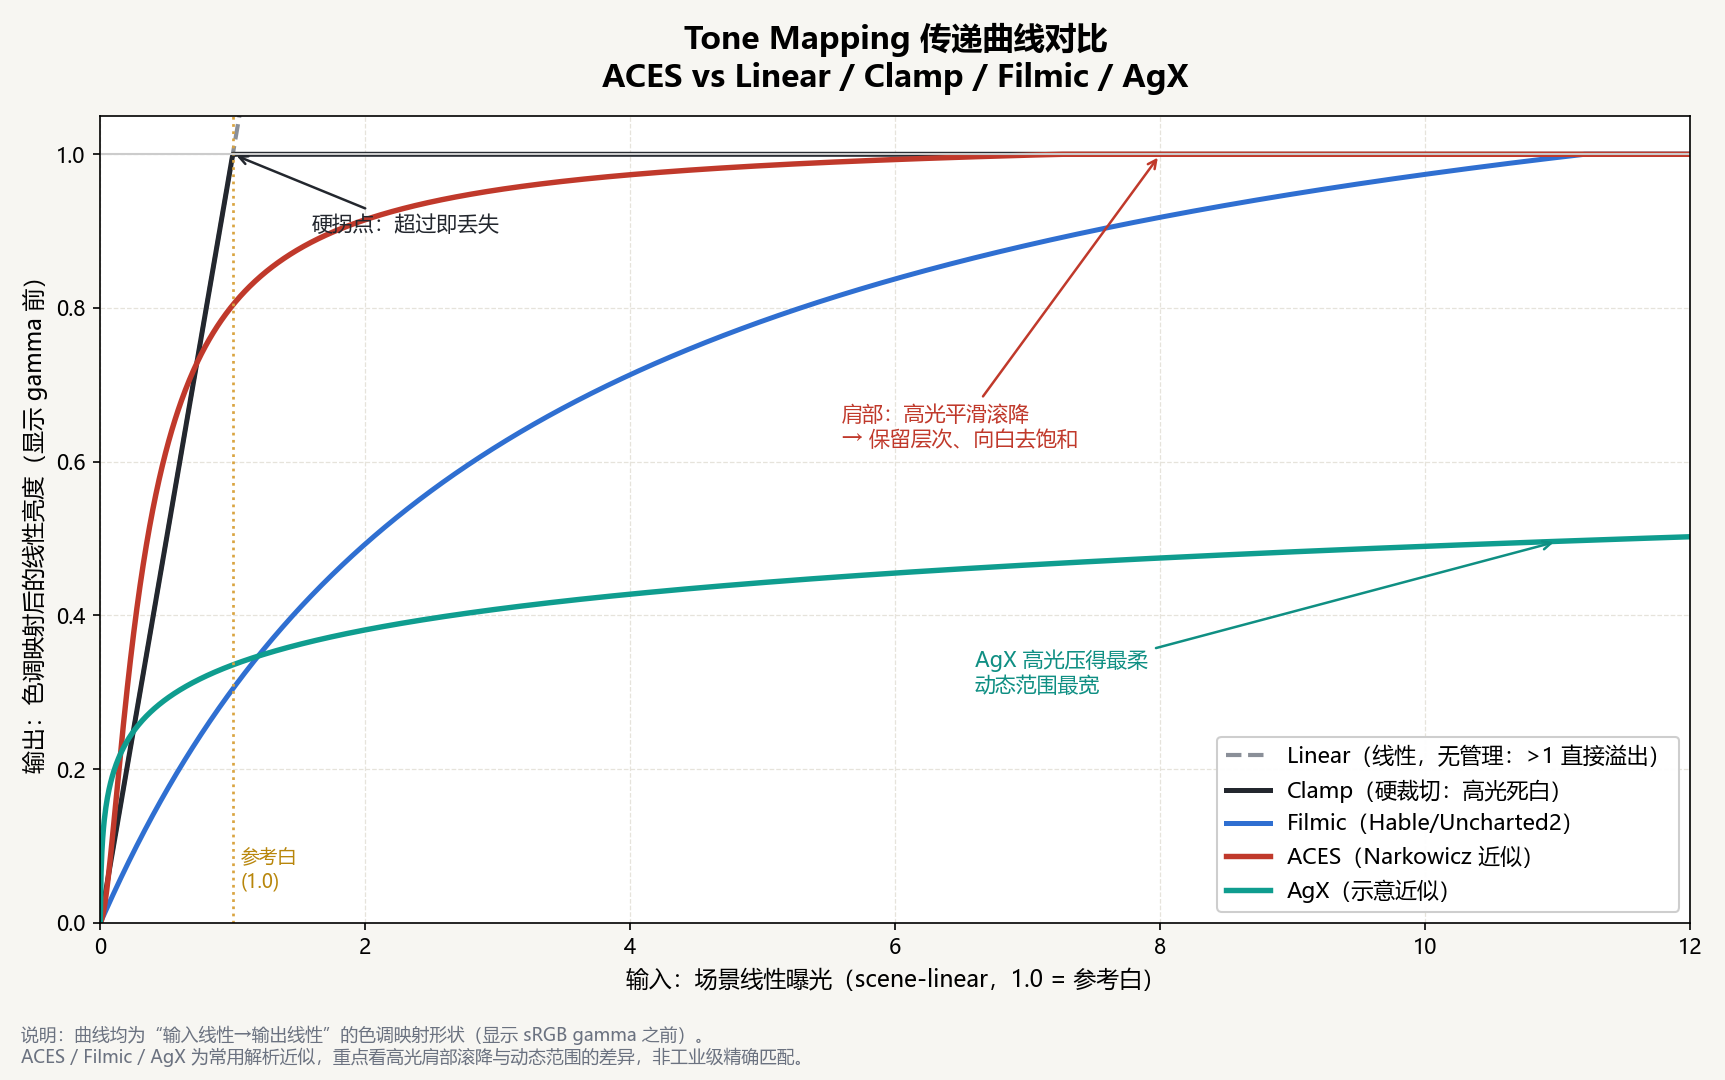 Tone Mapping 传递曲线对比
ACES vs Linear / Clamp / Filmic / AgX
输出：色调映射后的线性亮度（显示 gamma 前）
1.0
0.8
0.6
0.4
0.2
0.0
硬拐点：超过即丢失
肩部：高光平滑滚降
→ 保留层次、向白去饱和
AgX 高光压得最柔
动态范围最宽
参考白
(1.0)
Linear（线性，无管理：>1 直接溢出）
Clamp（硬裁切：高光死白）
Filmic（Hable/Uncharted2）
ACES（Narkowicz 近似）
AgX（示意近似）
0
2
4
6
8
10
12
输入：场景线性曝光（scene-linear，1.0 = 参考白）
说明：曲线均为“输入线性→输出线性”的色调映射形状（显示 sRGB gamma 之前）。
ACES / Filmic / AgX 为常用解析近似，重点看高光肩部滚降与动态范围的差异，非工业级精确匹配。